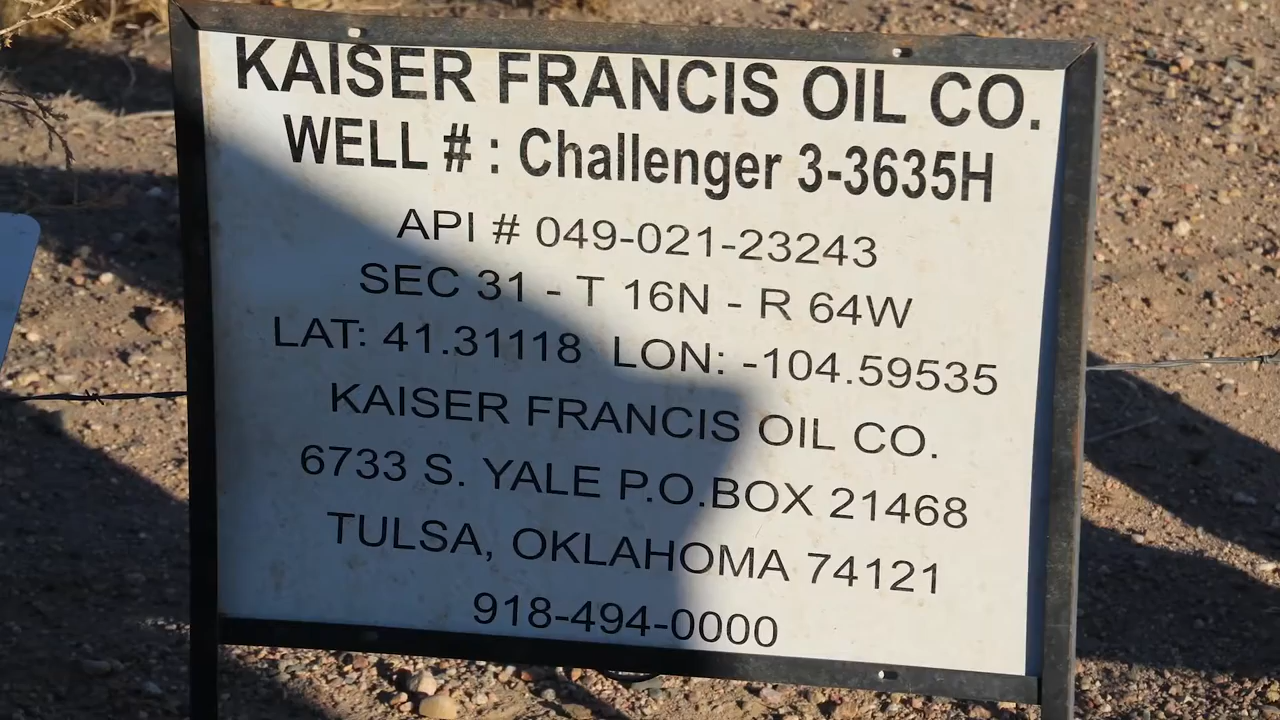 KAISER FRANCIS OIL CO.
WELL # : Challenger 3-3635H
API # 049-021-23243
SEC 31 - T 16N - R 64W
LAT: 41.31118 LON: -104.59535
KAISER FRANCIS OIL CO.
6733 S. YALE P.O.BOX 21468
TULSA, OKLAHOMA 74121
918-494-0000